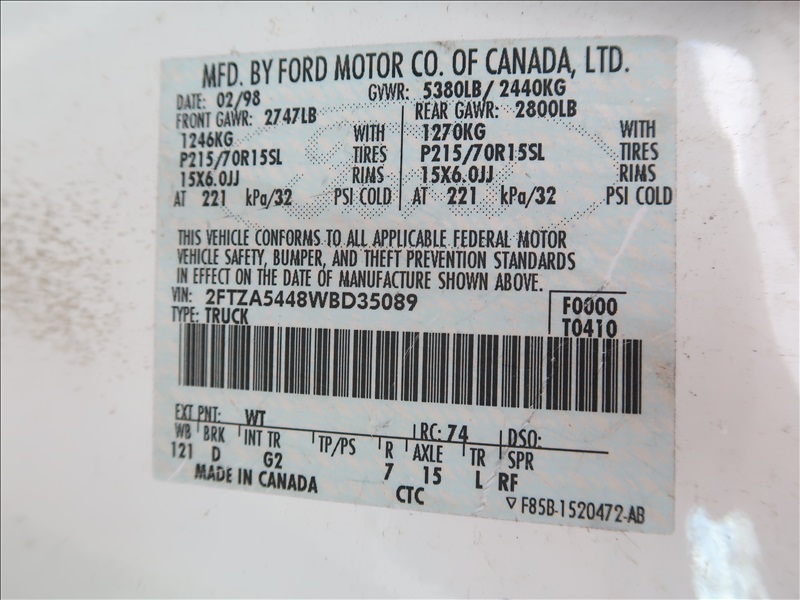 MFD. BY FORD MOTOR CO. OF CANADA, LTD.
DATE: 02/98 GVWR: 5380LB/ 2440KG
FRONT GAWR: 2747LB REAR GAWR: 2800LB
1246KG WITH 1270KG WITH
P215/70R15SL TIRES P215/70R15SL TIRES
15X6.0JJ RIMS 15X6.0JJ RIMS
AT 221 kPa/32 PSI COLD AT 221 kPa/32 PSI COLD
THIS VEHICLE CONFORMS TO ALL APPLICABLE FEDERAL MOTOR
VEHICLE SAFETY, BUMPER, AND THEFT PREVENTION STANDARDS
IN EFFECT ON THE DATE OF MANUFACTURE SHOWN ABOVE.
VIN: 2FTZA5448WBD35089 F0000
TYPE: TRUCK T0410
EXT PNT: WT RC: 74 DSO:
WB BRK INT TR TP/PS R AXLE TR SPR
121 D G2 7 15 L RF
MADE IN CANADA CTC ▽F85B-1520472-AB